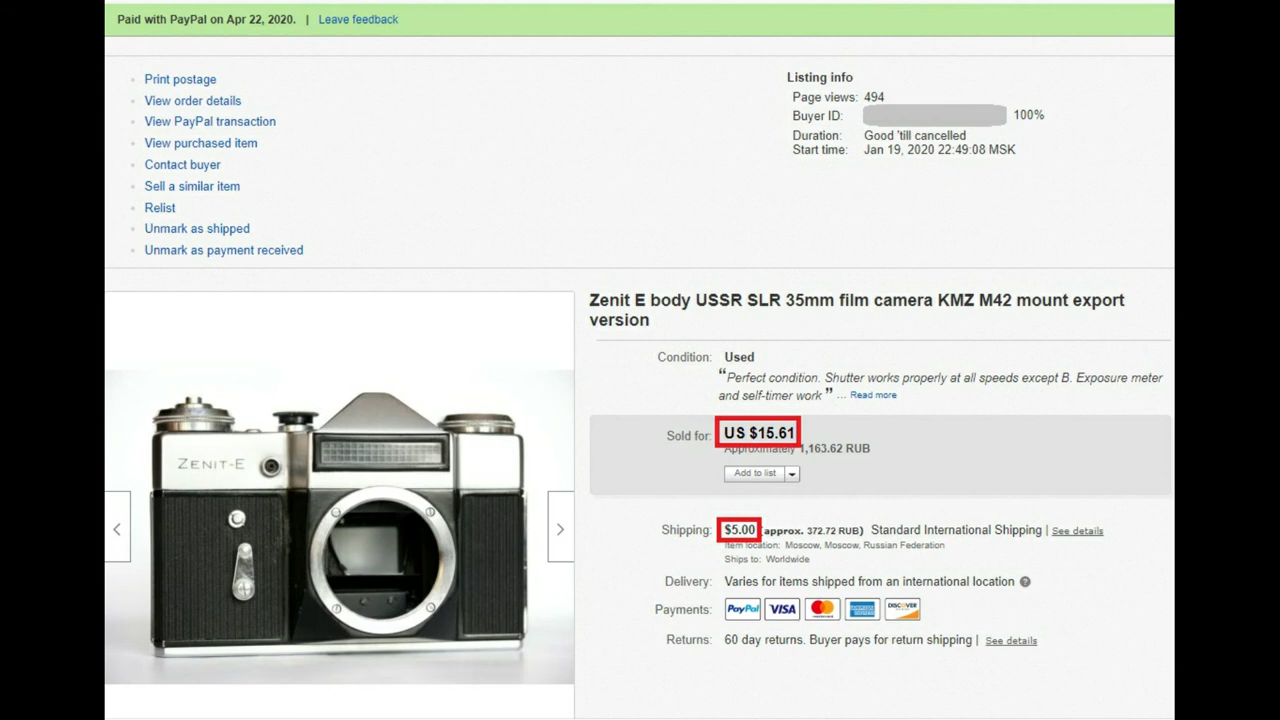 Paid with PayPal on Apr 22, 2020. | Leave feedback
Print postage
View order details
View PayPal transaction
View purchased item
Contact buyer
Sell a similar item
Relist
Unmark as shipped
Unmark as payment received
Listing info
Page views: 494
Buyer ID: 100%
Duration: Good 'till cancelled
Start time: Jan 19, 2020 22:49:08 MSK
ZENIT-E
Zenit E body USSR SLR 35mm film camera KMZ M42 mount export
version
Condition: Used
“Perfect condition. Shutter works properly at all speeds except B. Exposure meter
and self-timer work ” ... Read more
Sold for: US $15.61
Approximately 1,163.62 RUB
Add to list
Shipping: $5.00 (approx. 372.72 RUB) Standard International Shipping | See details
Item location: Moscow, Moscow, Russian Federation
Ships to: Worldwide
Delivery: Varies for items shipped from an international location ?
Payments: PayPal VISA MasterCard AMERICAN EXPRESS DISCOVER
Returns: 60 day returns. Buyer pays for return shipping | See details